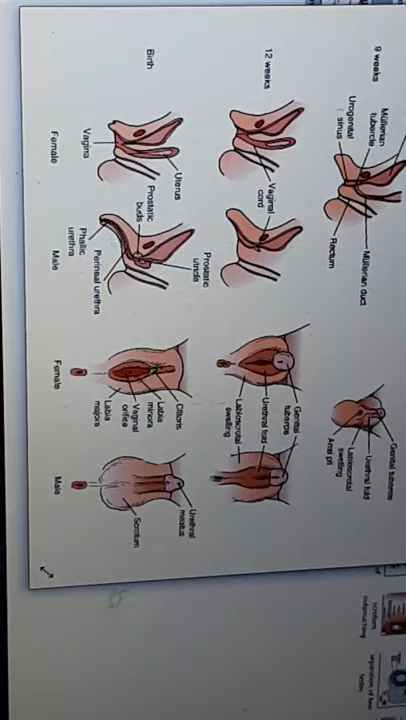 9 weeks
Müllerian
tubercle
Urogenital
sinus
Müllerian duct
Rectum
Genital tuberole
Urethral fold
Labioscrotal
swelling
Anal pit
12 weeks
Vaginal
cord
Genital
tubercle
Urethral fold
Labioscrotal
swelling
Birth
Uterus
Vagina
Female
Prostatic
buds
Prostatic
utricle
Phallic
urethra
Perineal urethra
Male
Clitoris
Labia
minora
Vaginal
orifice
Labia
majora
Female
Urethral
meatus
Scrotum
Male